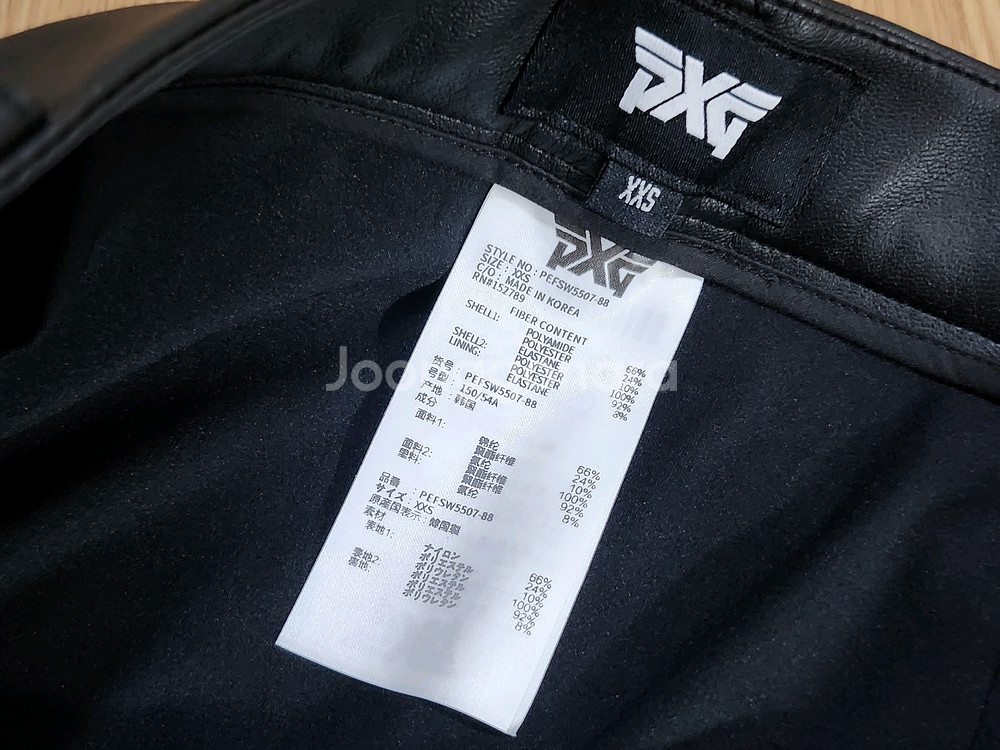 PXG
XXS
PXG
STYLE NO : PEFSW5507-88
SIZE : XXS
C/O : MADE IN KOREA
RN#152789
FIBER CONTENT
SHELL1: POLYAMIDE 66%
POLYESTER 24%
ELASTANE 10%
SHELL2: POLYESTER 100%
LINING: POLYESTER 92%
ELASTANE 8%
货号 : PEFSW5507-88
号型 : 150/54A
产地 : 韩国
成分
面料1: 锦纶 66%
聚酯纤维 24%
氨纶 10%
面料2: 聚酯纤维 100%
里料: 聚酯纤维 92%
氨纶 8%
品番 : PEFSW5507-88
サイズ : XXS
原産国表示 : 韓国製
素材
表地1: ナイロン 66%
ポリエステル 24%
ポリウレタン 10%
表地2: ポリエステル 100%
裏地: ポリエステル 92%
ポリウレタン 8%